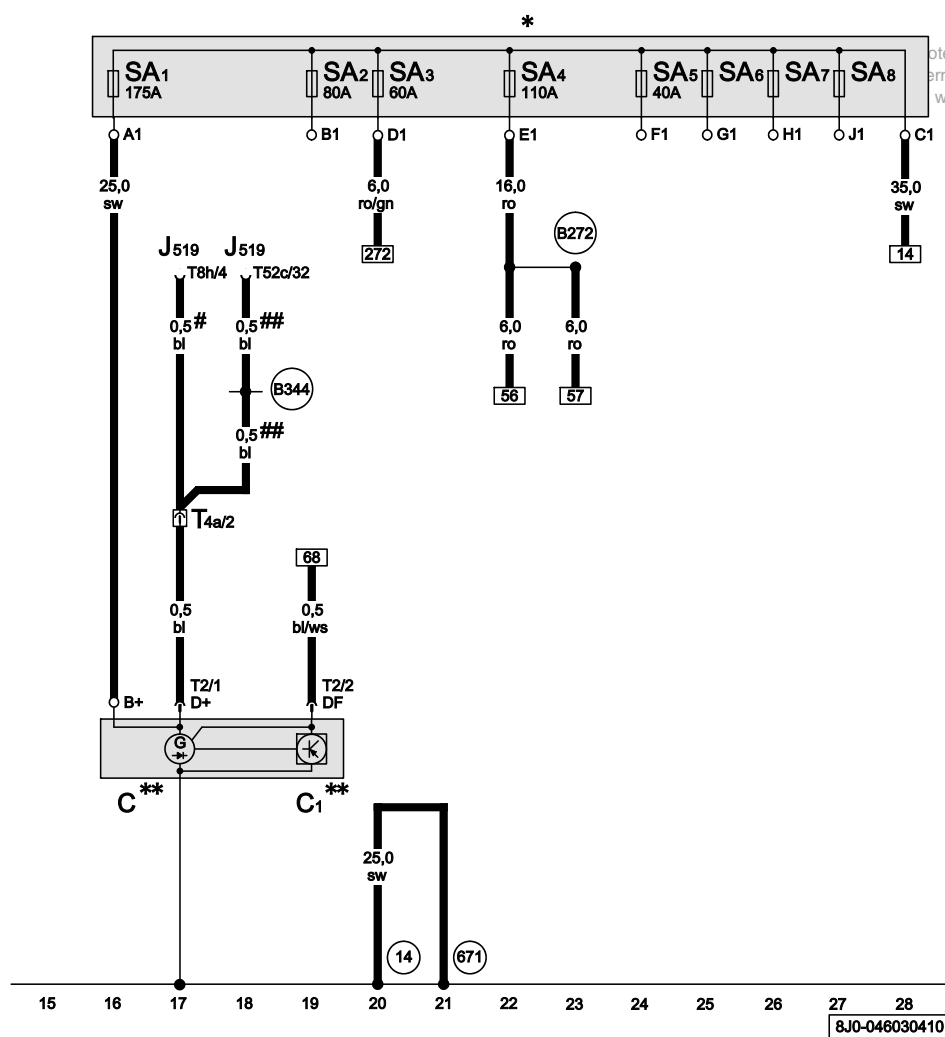 *
SA1 SA2 SA3 SA4 SA5 SA6 SA7 SA8
175A 80A 60A 110A 40A
A1 B1 D1 E1 F1 G1 H1 J1 C1
25,0
sw
6,0
ro/gn
16,0
ro
35,0
sw
B272
272
14
J519 J519
T8h/4 T52c/32
0,5 #
bl
0,5 ##
bl
6,0
ro
6,0
ro
B344
56 57
0,5 ##
bl
T4a/2
68
0,5
bl
0,5
bl/ws
T2/1
D+
T2/2
DF
B+
G
C ** C1 **
25,0
sw
14 671
15 16 17 18 19 20 21 22 23 24 25 26 27 28
8J0-046030410